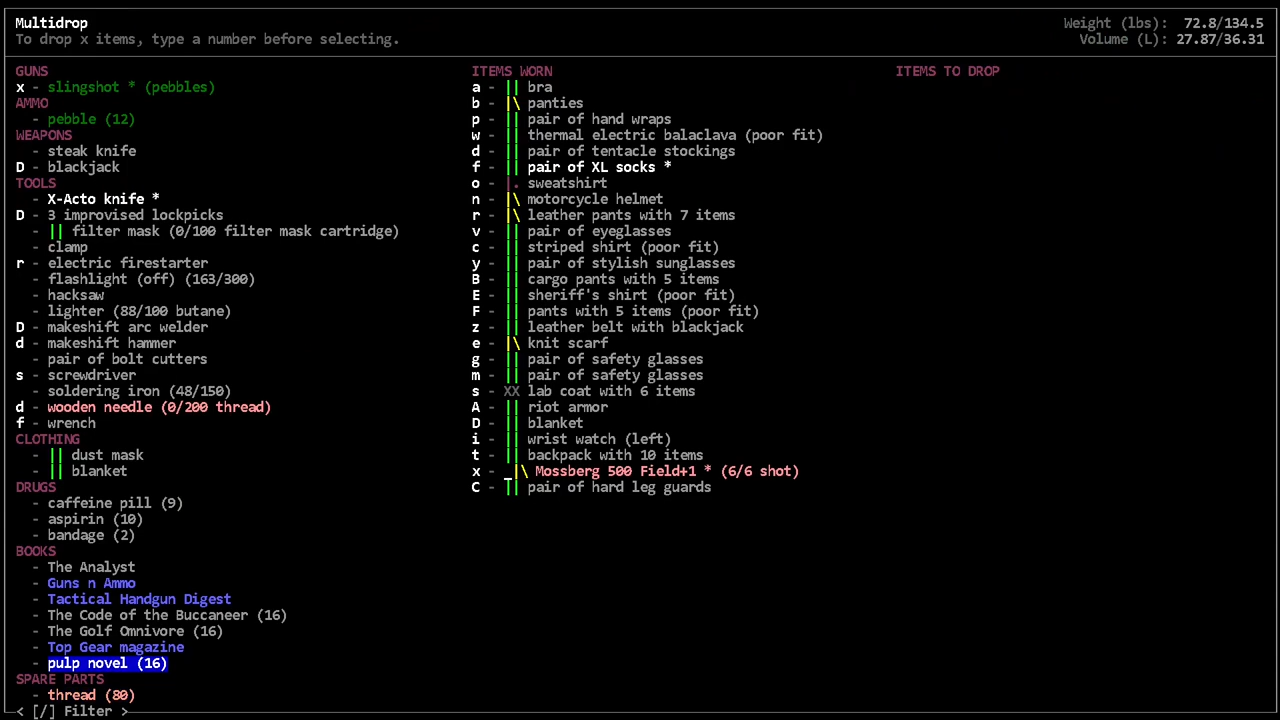 Multidrop
Weight (lbs): 72.8/134.5
To drop x items, type a number before selecting.
Volume (L): 27.87/36.31
GUNS
x - slingshot * (pebbles)
AMMO
- pebble (12)
WEAPONS
- steak knife
D - blackjack
TOOLS
- X-Acto knife *
D - 3 improvised lockpicks
- || filter mask (0/100 filter mask cartridge)
- clamp
r - electric firestarter
- flashlight (off) (163/300)
- hacksaw
- lighter (88/100 butane)
D - makeshift arc welder
d - makeshift hammer
- pair of bolt cutters
s - screwdriver
- soldering iron (48/150)
d - wooden needle (0/200 thread)
f - wrench
CLOTHING
- || dust mask
- || blanket
DRUGS
- caffeine pill (9)
- aspirin (10)
- bandage (2)
BOOKS
- The Analyst
- Guns n Ammo
- Tactical Handgun Digest
- The Code of the Buccaneer (16)
- The Golf Omnivore (16)
- Top Gear magazine
- pulp novel (16)
SPARE PARTS
- thread (80)
< [/] Filter >
ITEMS WORN
a - || bra
b - |\ panties
p - || pair of hand wraps
w - || thermal electric balaclava (poor fit)
d - || pair of tentacle stockings
f - || pair of XL socks *
o - |. sweatshirt
n - |\ motorcycle helmet
r - |\ leather pants with 7 items
v - || pair of eyeglasses
c - || striped shirt (poor fit)
y - || pair of stylish sunglasses
B - || cargo pants with 5 items
E - || sheriff's shirt (poor fit)
F - || pants with 5 items (poor fit)
z - || leather belt with blackjack
e - |\ knit scarf
g - || pair of safety glasses
m - || pair of safety glasses
s - XX lab coat with 6 items
A - || riot armor
D - || blanket
i - || wrist watch (left)
t - || backpack with 10 items
x - _|\ Mossberg 500 Field+1 * (6/6 shot)
C - || pair of hard leg guards
ITEMS TO DROP